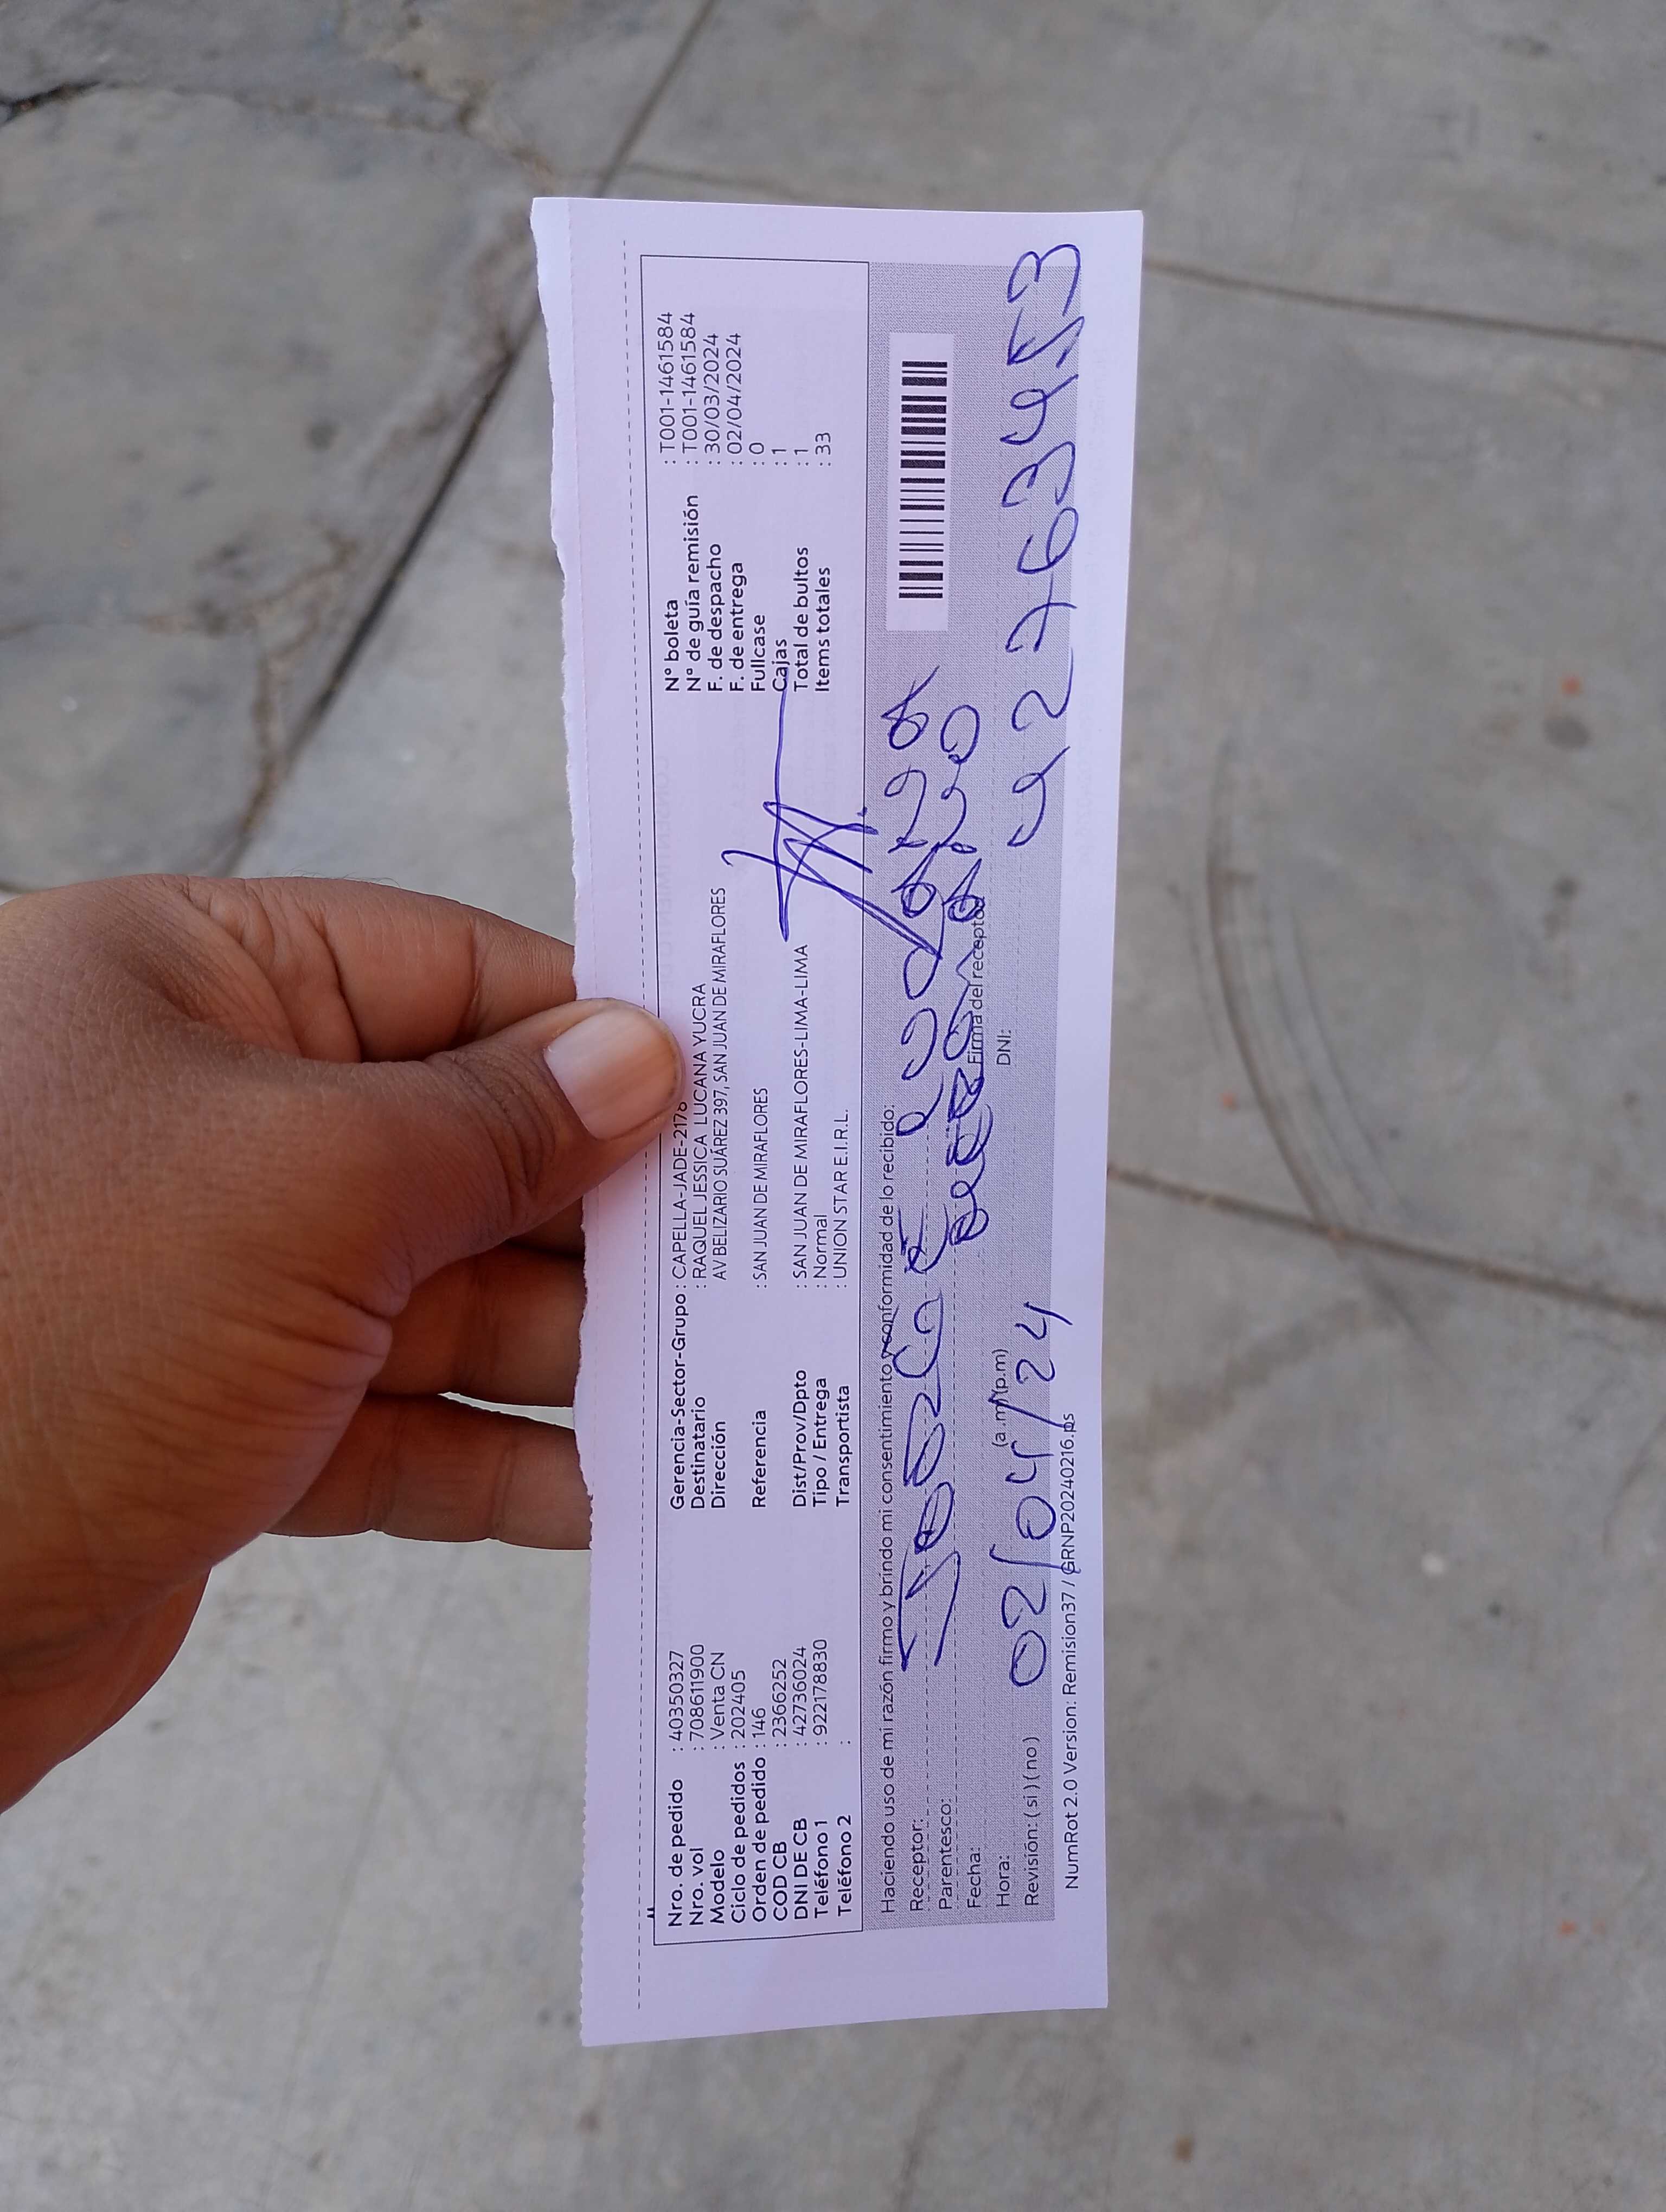 Nro. de pedido : 40350327
Nro. vol : 708611900
Modelo : Venta CN
Ciclo de pedidos : 202405
Orden de pedido : 146
COD CB : 2366252
DNI DE CB : 42736024
Teléfono 1 : 922178830
Teléfono 2 :
Gerencia-Sector-Grupo : CAPELLA-JADE-2178
Destinatario : RAQUEL JESSICA LUCANA YUCRA
Dirección AV BELIZARIO SUÁREZ 397, SAN JUAN DE MIRAFLORES
Referencia : SAN JUAN DE MIRAFLORES
Dist/Prov/Dpto : SAN JUAN DE MIRAFLORES-LIMA-LIMA
Tipo / Entrega : Normal
Transportista : UNION STAR E.I.R.L.
N° boleta : T001-1461584
N° de guía remisión : T001-1461584
F. de despacho : 30/03/2024
F. de entrega : 02/04/2024
Fullcase : 0
Cajas : 1
Total de bultos : 1
Items totales : 33
Haciendo uso de mi razón firmo y brindo mi consentimiento y conformidad de lo recibido:
Receptor:
Parentesco:
Fecha:
Firma del receptor
Hora: (a.m)(p.m) DNI: 42763453
02/04/24
Revisión: (si) (no)
NumRot 2.0 Version: Remision37 / GRNP20240216.ps